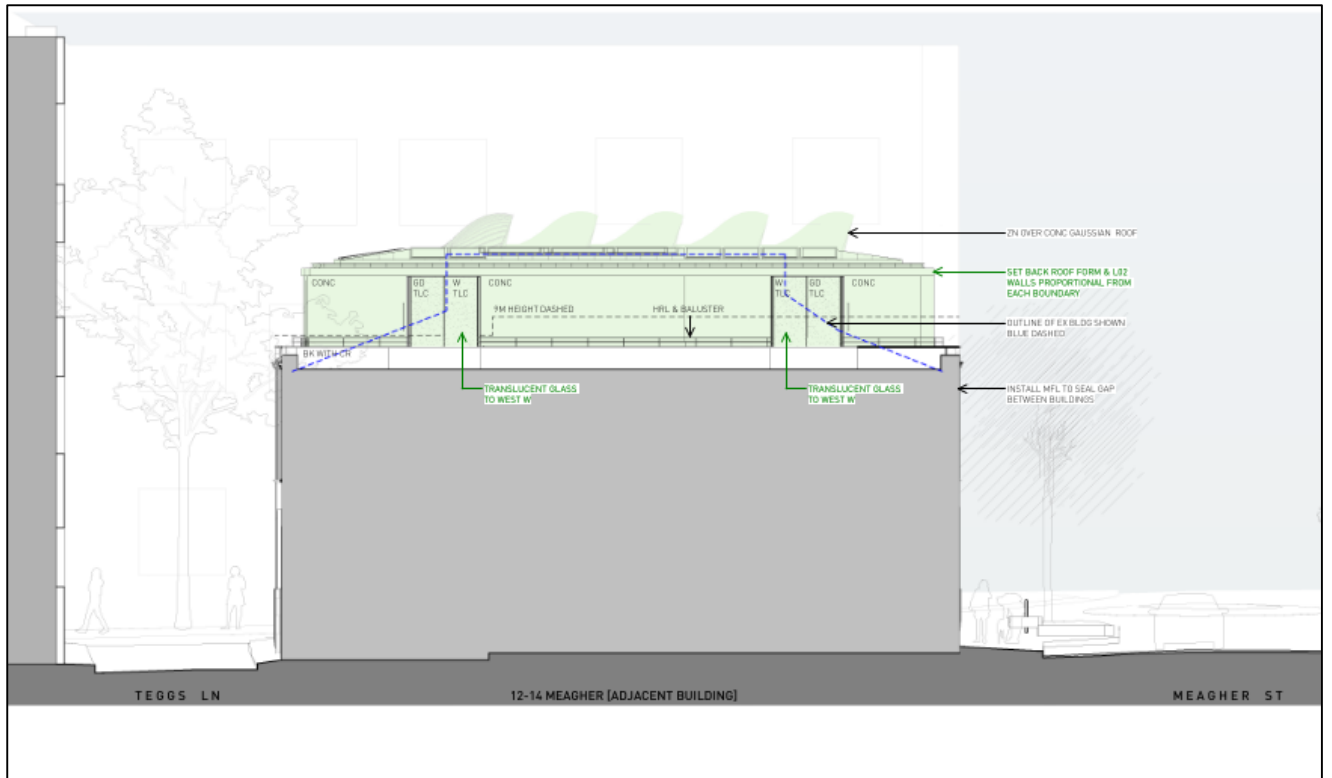 ZN OVER CONC GAUSSIAN ROOF
SET BACK ROOF FORM & L02
WALLS PROPORTIONAL FROM
EACH BOUNDARY
CONC
GD
TLC
W
TLC
CONC
W
TLC
GD
TLC
CONC
9M HEIGHT DASHED
HRL & BALUSTER
OUTLINE OF EX BLDG SHOWN
BLUE DASHED
BK WITH CH
TRANSLUCENT GLASS
TO WEST W
TRANSLUCENT GLASS
TO WEST W
INSTALL MFL TO SEAL GAP
BETWEEN BUILDINGS
TEGGS LN
12-14 MEAGHER [ADJACENT BUILDING]
MEAGHER ST